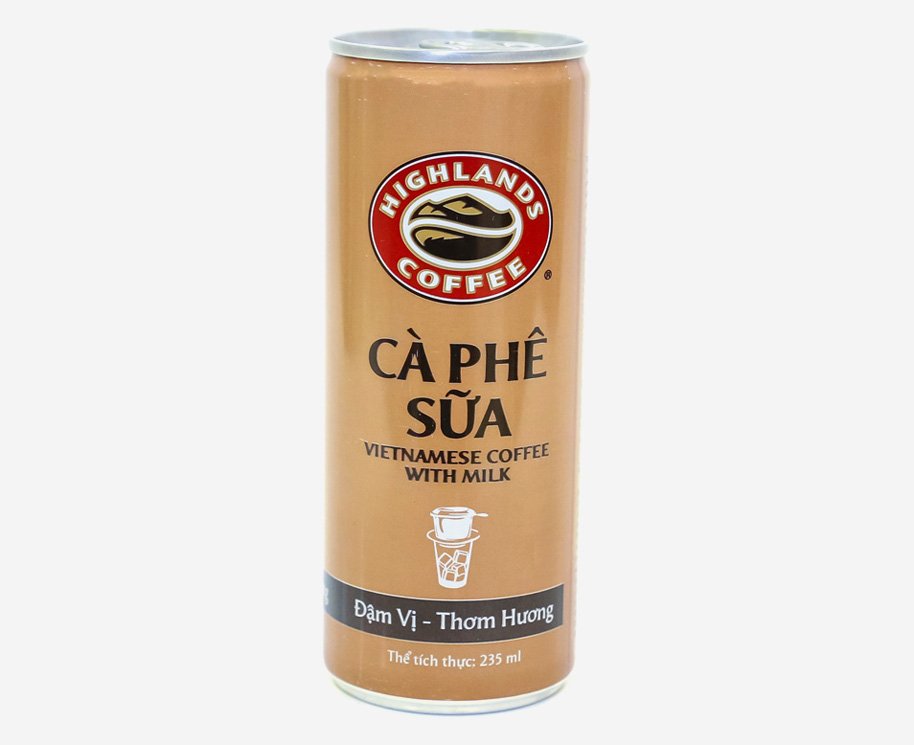 HIGHLANDS
COFFEE
®
CÀ PHÊ
SỮA
VIETNAMESE COFFEE
WITH MILK
Đậm Vị - Thơm Hương
Thể tích thực: 235 ml